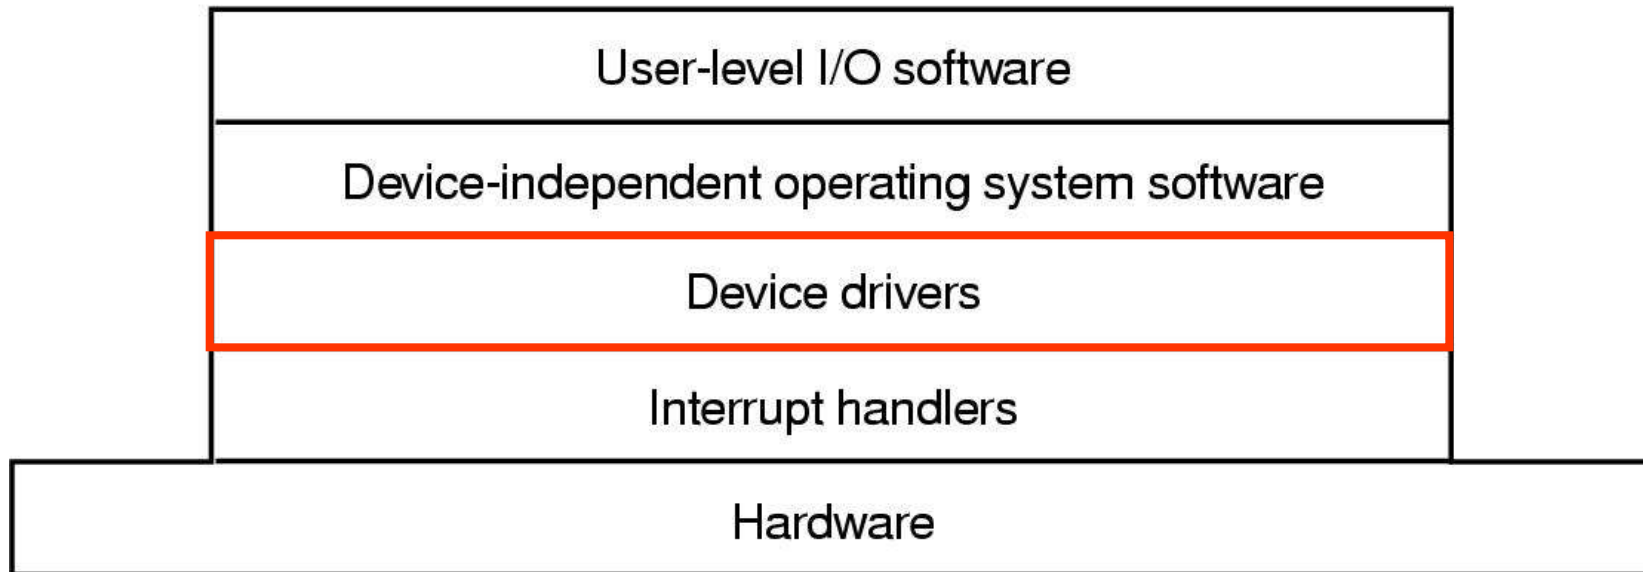 User-level I/O software
Device-independent operating system software
Device drivers
Interrupt handlers
Hardware